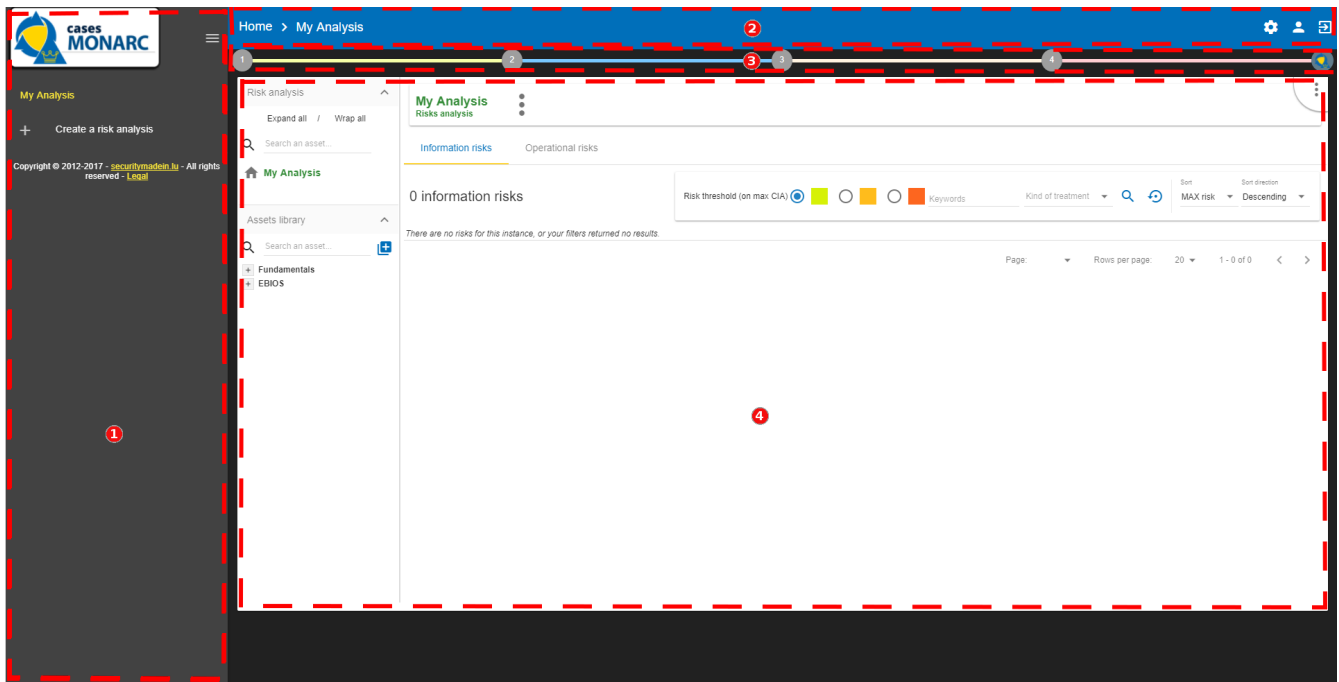 cases
MONARC
My Analysis
Create a risk analysis
Copyright © 2012-2017 - securitymadein.lu - All rights
reserved - Legal
1
Home > My Analysis
2
1
2
3
3
4
Risk analysis
Expand all / Wrap all
Search an asset...
My Analysis
Assets library
Search an asset...
+ Fundamentals
+ EBIOS
My Analysis
Risks analysis
Information risks Operational risks
0 information risks
Risk threshold (on max CIA)
Keywords
Kind of treatment
Sort
MAX risk
Sort direction
Descending
There are no risks for this instance, or your filters returned no results.
Page: Rows per page: 20 1 - 0 of 0
4